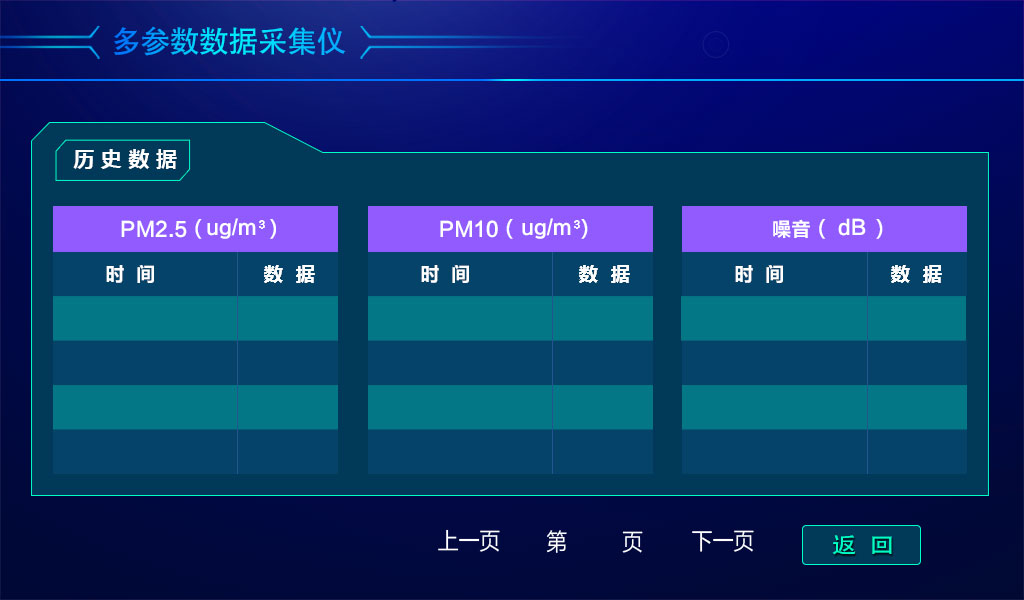 多参数数据采集仪
历史数据
PM2.5（ug/m³） PM10（ug/m³） 噪音（dB）
时间 数据 时间 数据 时间 数据
上一页 第 页 下一页 返回